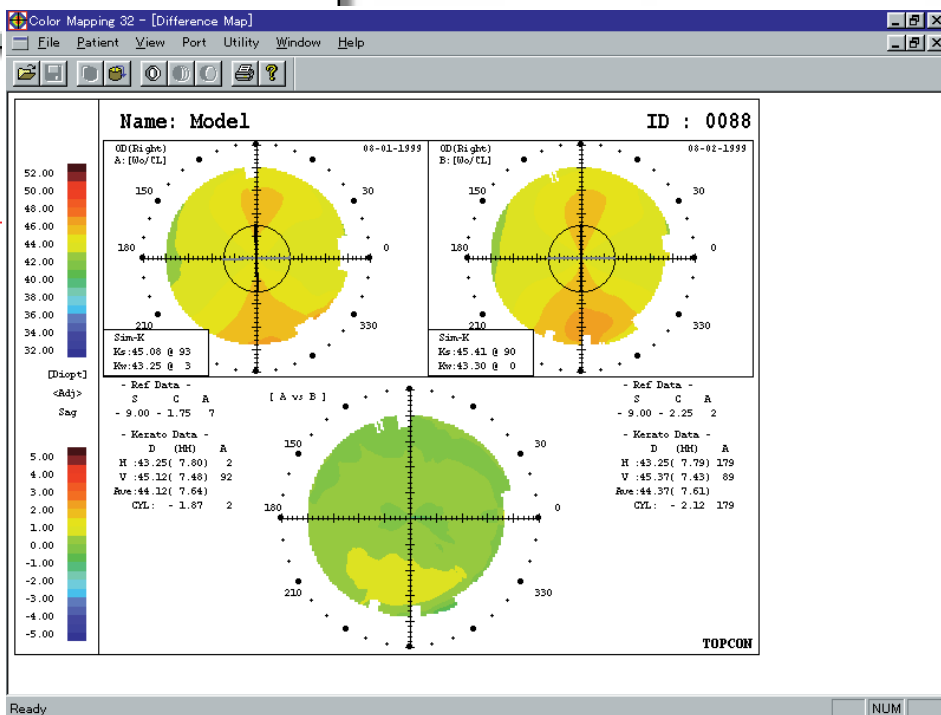 Color Mapping 32 - [Difference Map]
File Patient View Port Utility Window Help
Name: Model ID : 0088
OD(Right) 08-01-1999
A:[Wo/CL]
150 30
180 0
210 330
Sim-K
Ks:45.08 @ 93
Kw:43.25 @ 3
OD(Right) 08-02-1999
B:[Wo/CL]
150 30
180 0
210 330
Sim-K
Ks:45.41 @ 90
Kw:43.30 @ 0
52.00
50.00
48.00
46.00
44.00
42.00
40.00
38.00
36.00
34.00
32.00
[Diopt]
<Adj>
Sag
5.00
4.00
3.00
2.00
1.00
0.00
-1.00
-2.00
-3.00
-4.00
-5.00
- Ref Data -
S C A
- 9.00 - 1.75 7
- Kerato Data -
D (MM) A
H :43.25( 7.80) 2
V :45.12( 7.48) 92
Ave:44.12( 7.64)
CYL: - 1.87 2
[ A vs B ]
150 30
180 0
210 330
- Ref Data -
S C A
- 9.00 - 2.25 2
- Kerato Data -
D (MM) A
H :43.25( 7.79) 179
V :45.37( 7.43) 89
Ave:44.37( 7.61)
CYL: - 2.12 179
TOPCON
Ready NUM